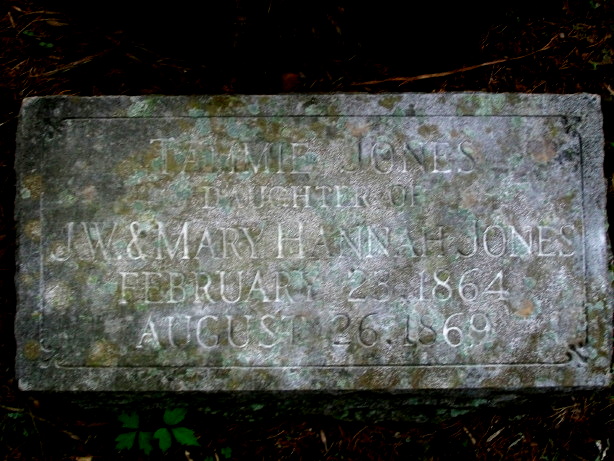 TAMMIE JONES
DAUGHTER OF
J.W. & MARY HANNAH JONES
FEBRUARY 23, 1864
AUGUST 26, 1869